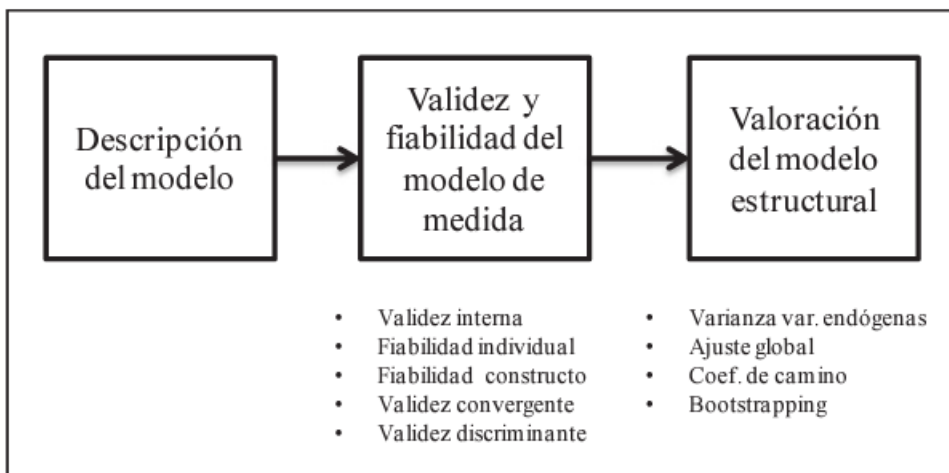 Descripción
del modelo
Validez y
fiabilidad del
modelo de
medida
Valoración
del modelo
estructural
• Validez interna
• Fiabilidad individual
• Fiabilidad constructo
• Validez convergente
• Validez discriminante
• Varianza var. endógenas
• Ajuste global
• Coef. de camino
• Bootstrapping